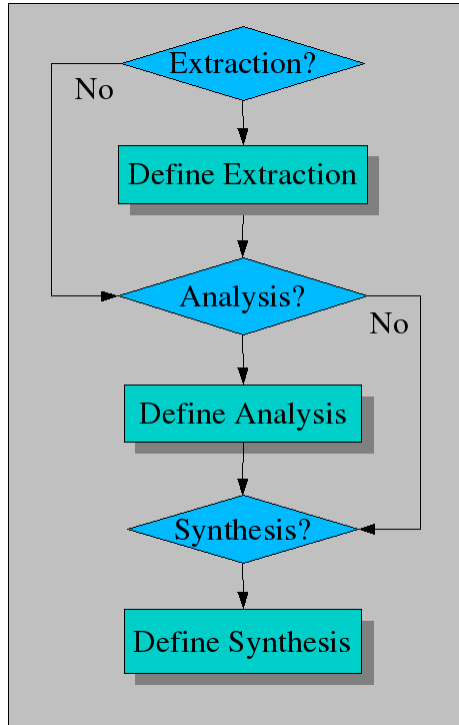 Extraction?
No
Define Extraction
Analysis?
No
Define Analysis
Synthesis?
Define Synthesis